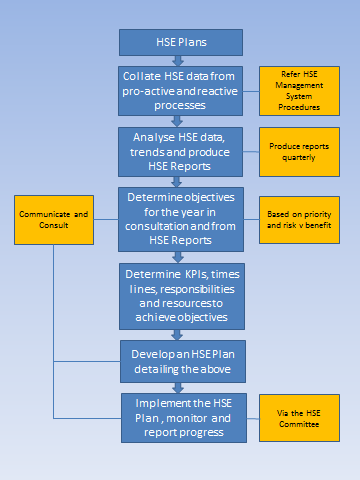 HSE Plans
Collate HSE data from
pro-active and reactive
processes
Refer HSE
Management
System
Procedures
Analyse HSE data,
trends and produce
HSE Reports
Produce reports
quarterly
Determine objectives
for the year in
consultation and from
HSE Reports
Communicate and
Consult
Based on priority
and risk v benefit
Determine KPIs, times
lines, responsibilities
and resources to
achieve objectives
Develop an HSE Plan
detailing the above
Implement the HSE
Plan , monitor and
report progress
Via the HSE
Committee